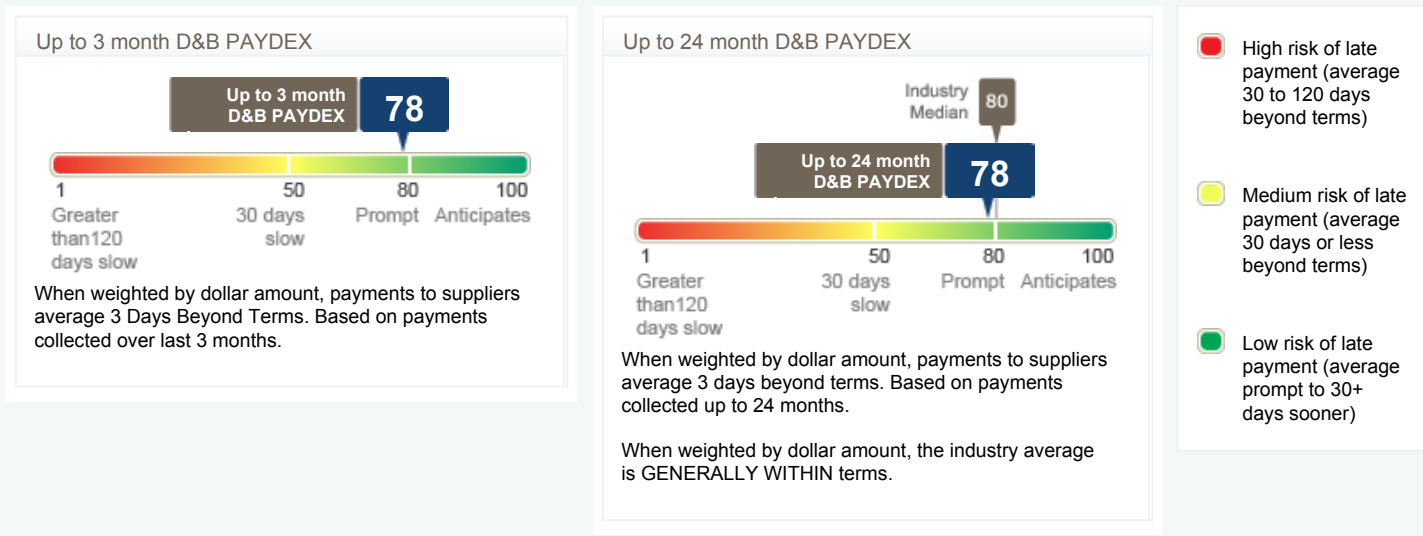 Up to 3 month D&B PAYDEX
Up to 3 month
D&B PAYDEX
78
1
50
80
100
Greater
than120
days slow
30 days
slow
Prompt
Anticipates
When weighted by dollar amount, payments to suppliers
average 3 Days Beyond Terms. Based on payments
collected over last 3 months.
Up to 24 month D&B PAYDEX
Industry
Median
80
Up to 24 month
D&B PAYDEX
78
1
50
80
100
Greater
than120
days slow
30 days
slow
Prompt
Anticipates
When weighted by dollar amount, payments to suppliers
average 3 days beyond terms. Based on payments
collected up to 24 months.
When weighted by dollar amount, the industry average
is GENERALLY WITHIN terms.
High risk of late
payment (average
30 to 120 days
beyond terms)
Medium risk of late
payment (average
30 days or less
beyond terms)
Low risk of late
payment (average
prompt to 30+
days sooner)